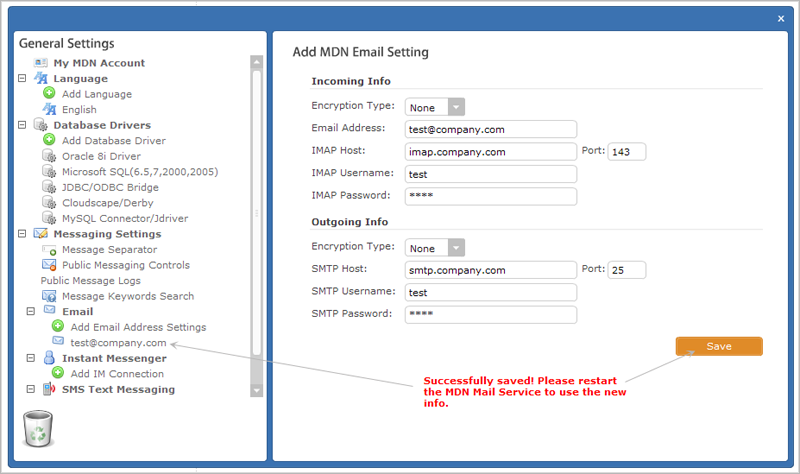 x
General Settings
My MDN Account
Language
Add Language
English
Database Drivers
Add Database Driver
Oracle 8i Driver
Microsoft SQL(6.5,7,2000,2005)
JDBC/ODBC Bridge
Cloudscape/Derby
MySQL Connector/Jdriver
Messaging Settings
Message Separator
Public Messaging Controls
Public Message Logs
Message Keywords Search
Email
Add Email Address Settings
test@company.com
Instant Messenger
Add IM Connection
SMS Text Messaging
Add MDN Email Setting
Incoming Info
Encryption Type: None
Email Address: test@company.com
IMAP Host: imap.company.com Port: 143
IMAP Username: test
IMAP Password: ****
Outgoing Info
Encryption Type: None
SMTP Host: smtp.company.com Port: 25
SMTP Username: test
SMTP Password: ****
Save
Successfully saved! Please restart
the MDN Mail Service to use the new
info.